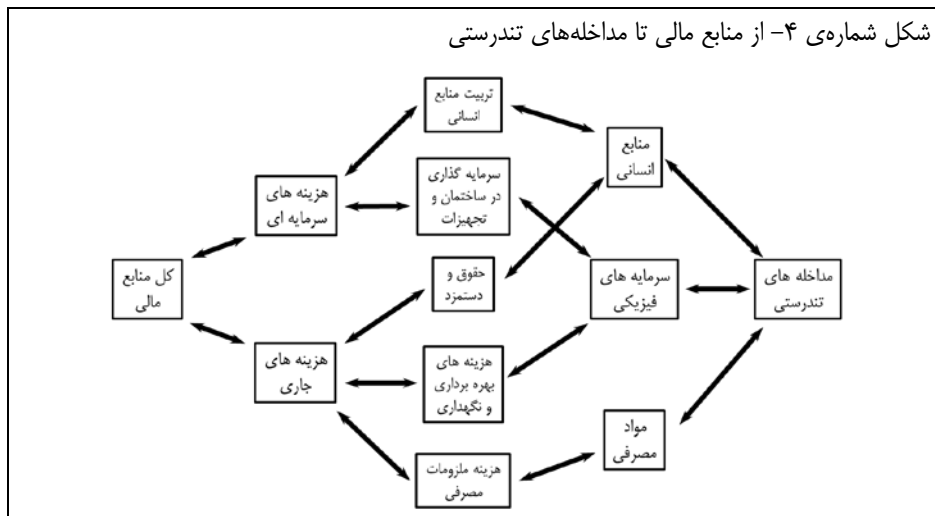 شکل شماره‌ی ۴- از منابع مالی تا مداخله‌های تندرستی
تربیت منابع
انسانی
منابع
انسانی
سرمایه گذاری
در ساختمان و
تجهیزات
هزینه های
سرمایه ای
مداخله های
تندرستی
سرمایه های
فیزیکی
حقوق و
دستمزد
کل منابع
مالی
هزینه های
بهره برداری
و نگهداری
هزینه های
جاری
مواد
مصرفی
هزینه ملزومات
مصرفی